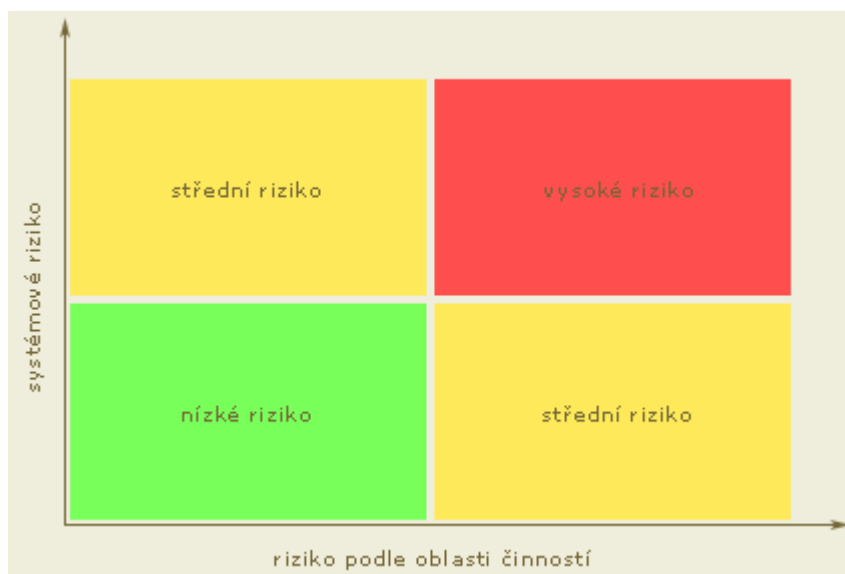 střední riziko
vysoké riziko
systémové riziko
nízké riziko
střední riziko
riziko podle oblasti činností